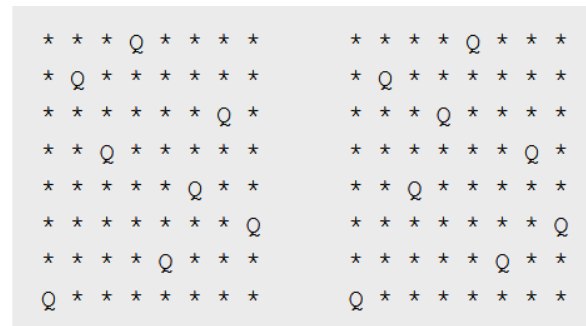 * * * Q * * * *     * * * * Q * * *
* Q * * * * * *     * Q * * * * * *
* * * * * * Q *     * * * Q * * * *
* * Q * * * * *     * * * * * * Q *
* * * * * Q * *     * * Q * * * * *
* * * * * * * Q     * * * * * * * Q
* * * * Q * * *     * * * * * Q * *
Q * * * * * * *     Q * * * * * * *